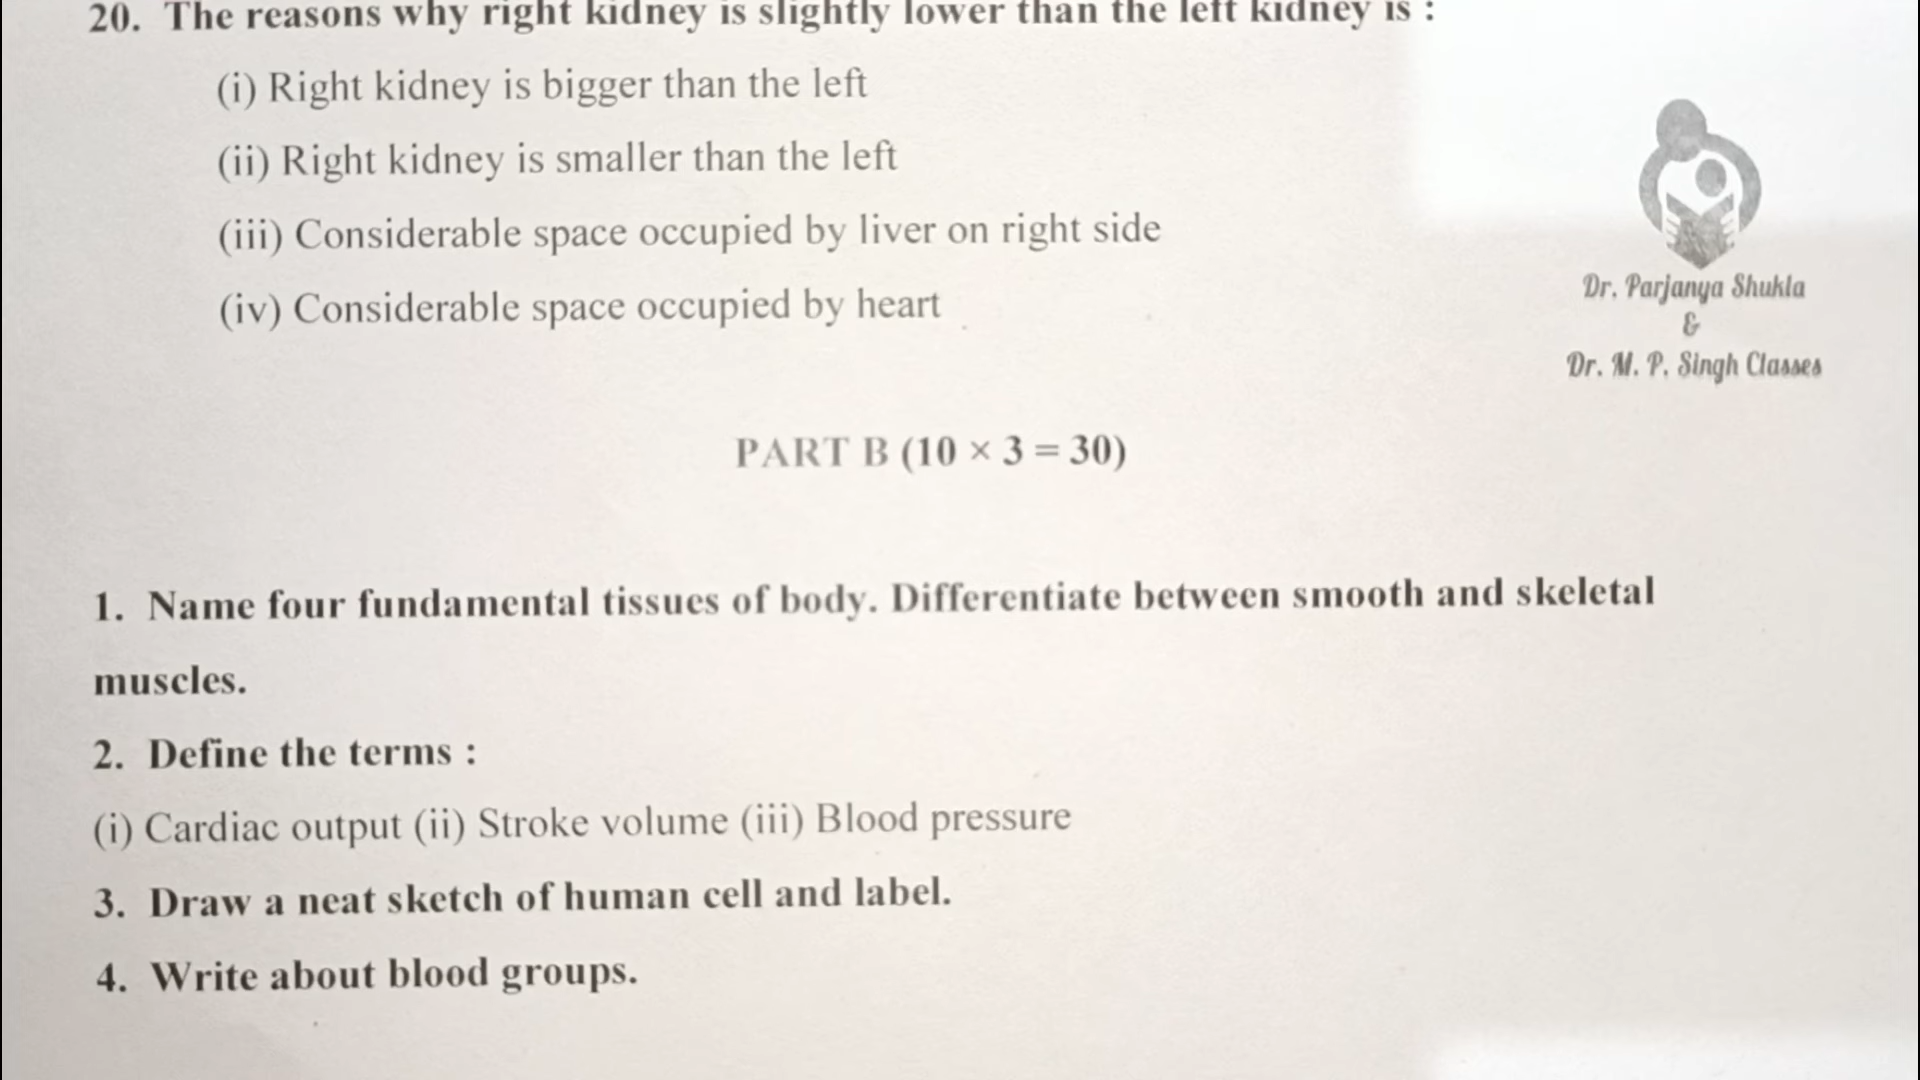 20. The reasons why right kidney is slightly lower than the left kidney is :
(i) Right kidney is bigger than the left
(ii) Right kidney is smaller than the left
(iii) Considerable space occupied by liver on right side
(iv) Considerable space occupied by heart
Dr. Parjanya Shukla
&
Dr. M. P. Singh Classes
PART B (10 × 3 = 30)
1. Name four fundamental tissues of body. Differentiate between smooth and skeletal
muscles.
2. Define the terms :
(i) Cardiac output (ii) Stroke volume (iii) Blood pressure
3. Draw a neat sketch of human cell and label.
4. Write about blood groups.